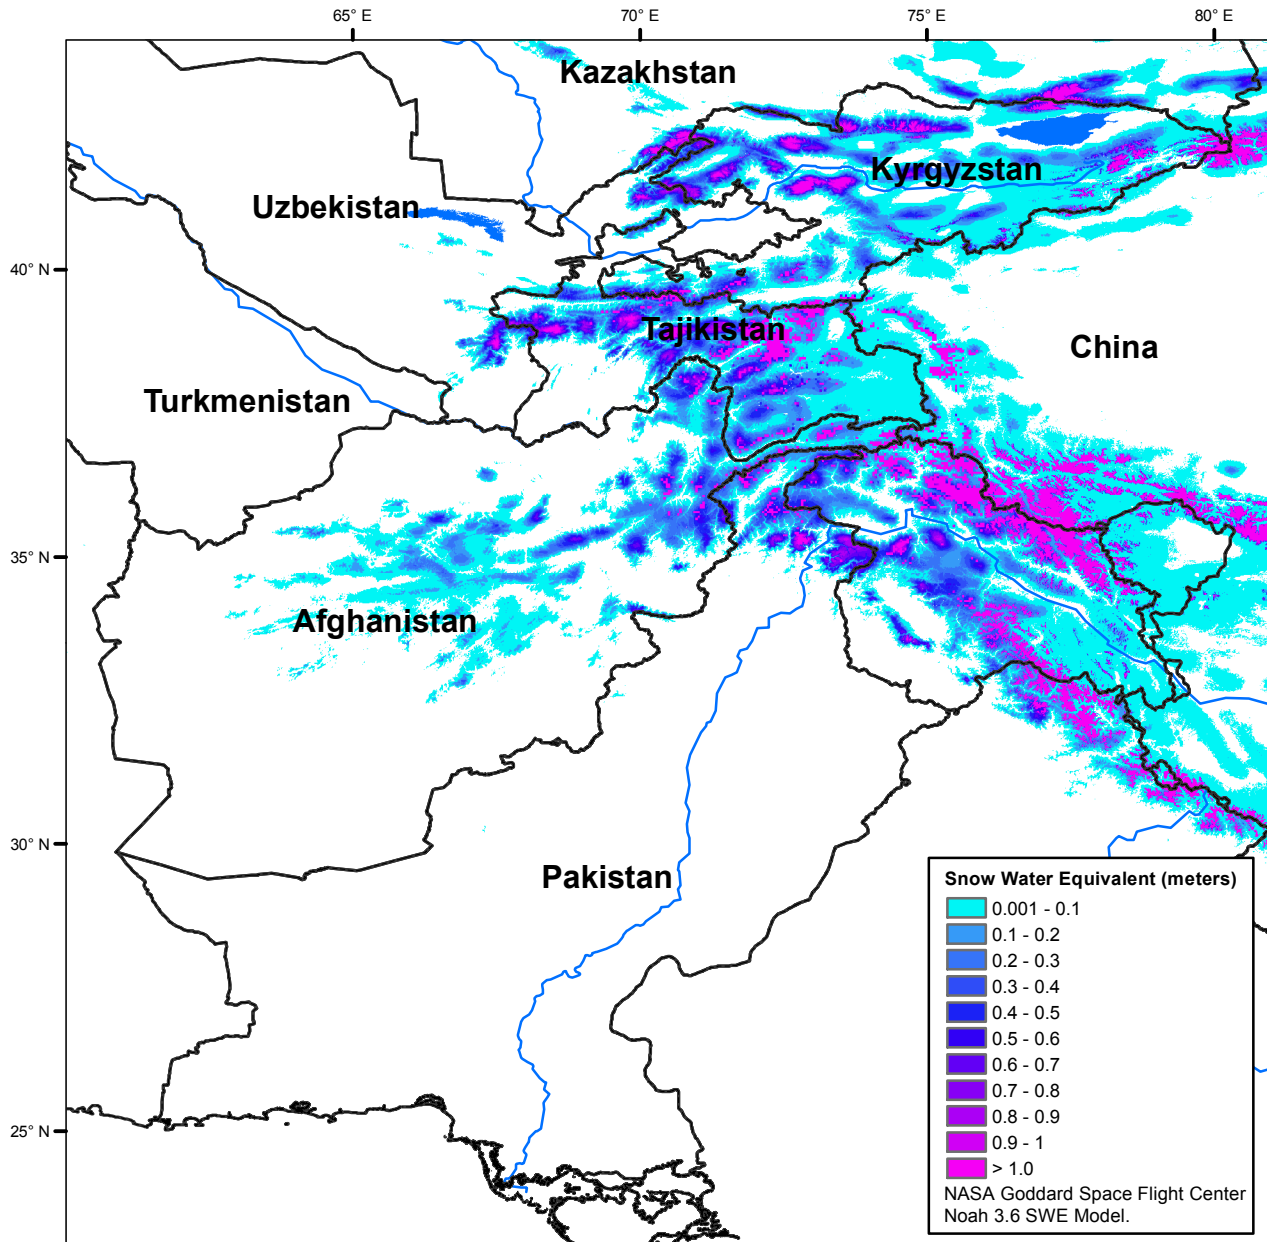 65° E
70° E
75° E
80° E
Kazakhstan
Kyrgyzstan
Uzbekistan
40° N
Tajikistan
China
Turkmenistan
35° N
Afghanistan
30° N
Pakistan
25° N
Snow Water Equivalent (meters)
0.001 - 0.1
0.1 - 0.2
0.2 - 0.3
0.3 - 0.4
0.4 - 0.5
0.5 - 0.6
0.6 - 0.7
0.7 - 0.8
0.8 - 0.9
0.9 - 1
> 1.0
NASA Goddard Space Flight Center
Noah 3.6 SWE Model.